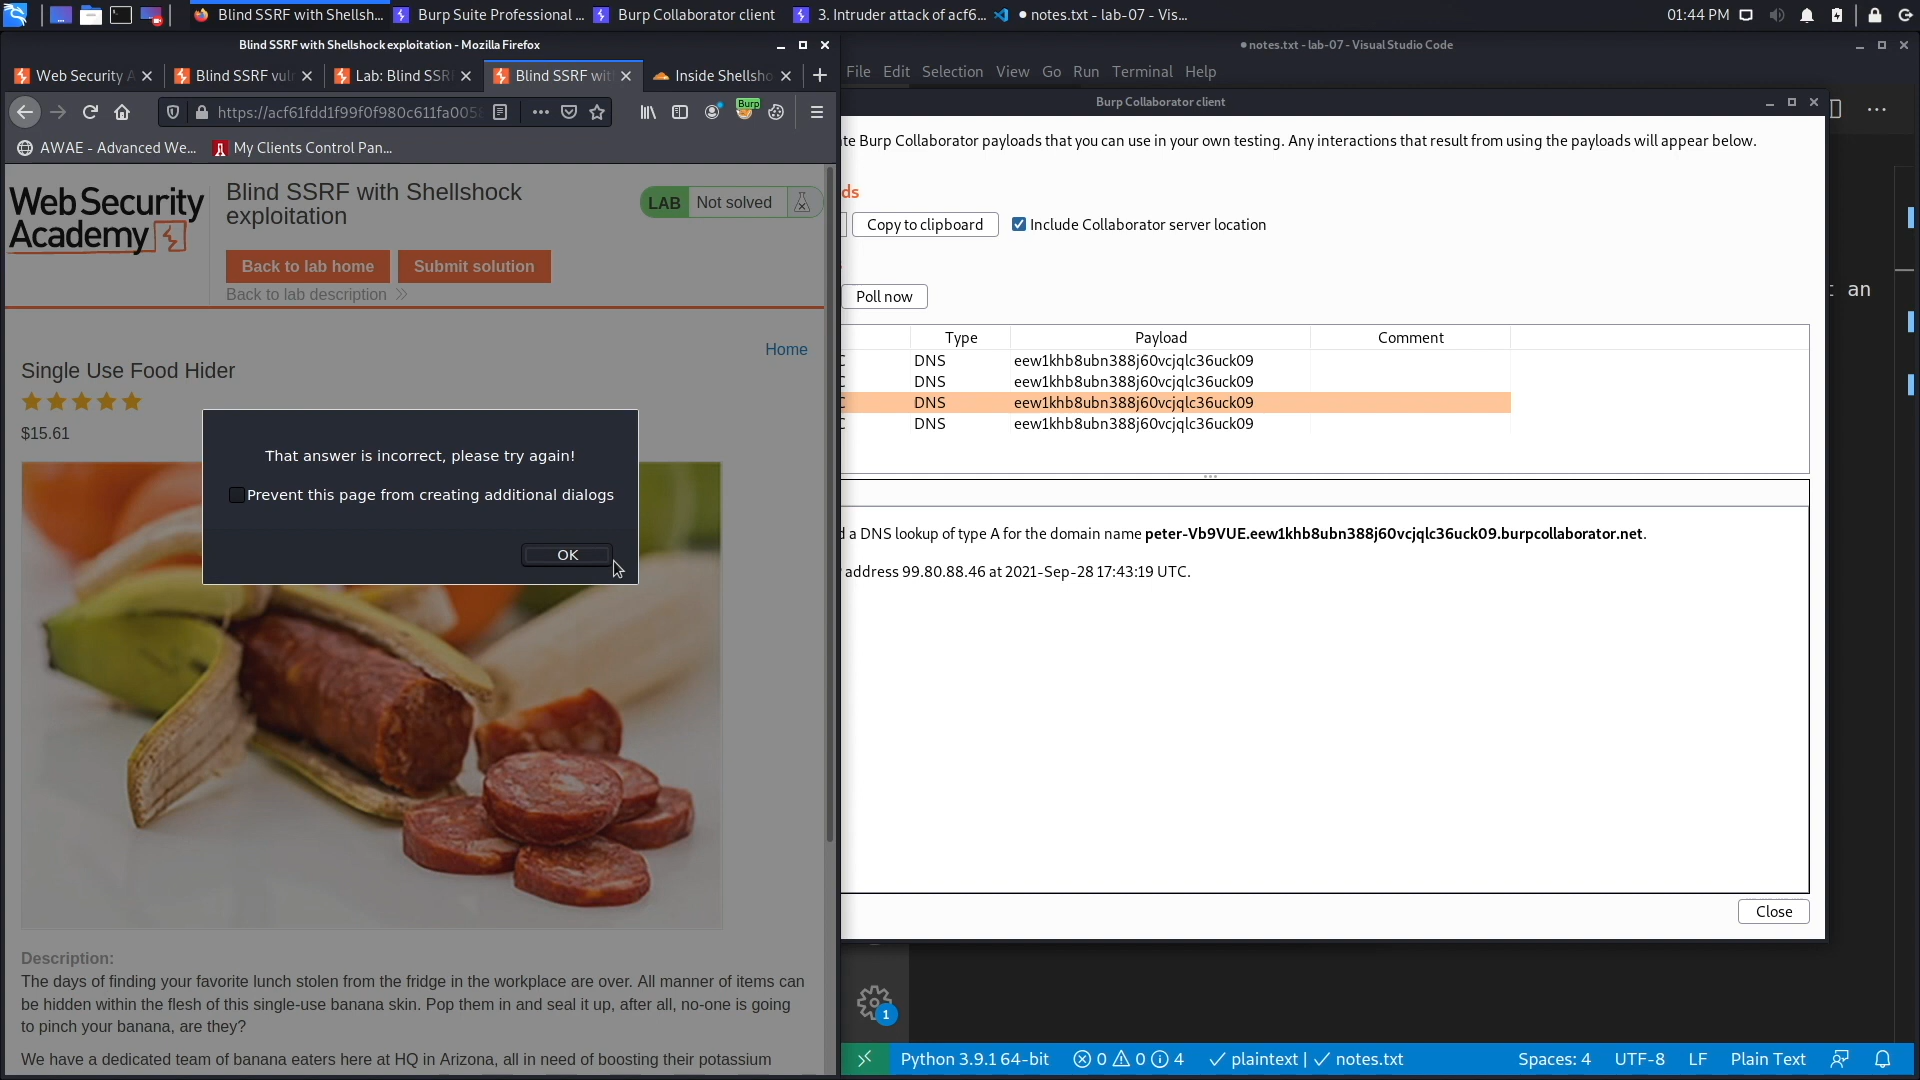 Blind SSRF with Shellsh...
Burp Suite Professional ...
Burp Collaborator client
3. Intruder attack of acf6...
● notes.txt - lab-07 - Vis...
01:44 PM
Blind SSRF with Shellshock exploitation - Mozilla Firefox
● notes.txt - lab-07 - Visual Studio Code
Web Security A
Blind SSRF vul
Lab: Blind SSR
Blind SSRF wit
Inside Shellsho
File Edit Selection View Go Run Terminal Help
Burp Collaborator client
https://acf61fdd1f99f0f980c611fa005
Burp
AWAE - Advanced We...
My Clients Control Pan...
te Burp Collaborator payloads that you can use in your own testing. Any interactions that result from using the payloads will appear below.
Web Security
Academy
Blind SSRF with Shellshock
exploitation
LAB Not solved
Back to lab home
Submit solution
Back to lab description
ds
Copy to clipboard
Include Collaborator server location
Poll now
an
Type Payload Comment
C DNS eew1khb8ubn388j60vcjqlc36uck09
C DNS eew1khb8ubn388j60vcjqlc36uck09
C DNS eew1khb8ubn388j60vcjqlc36uck09
C DNS eew1khb8ubn388j60vcjqlc36uck09
Home
Single Use Food Hider
$15.61
That answer is incorrect, please try again!
Prevent this page from creating additional dialogs
OK
d a DNS lookup of type A for the domain name peter-Vb9VUE.eew1khb8ubn388j60vcjqlc36uck09.burpcollaborator.net.
address 99.80.88.46 at 2021-Sep-28 17:43:19 UTC.
Close
Description:
The days of finding your favorite lunch stolen from the fridge in the workplace are over. All manner of items can
be hidden within the flesh of this single-use banana skin. Pop them in and seal it up, after all, no-one is going
to pinch your banana, are they?
We have a dedicated team of banana eaters here at HQ in Arizona, all in need of boosting their potassium
1
Python 3.9.1 64-bit
0 0 4
plaintext | notes.txt
Spaces: 4
UTF-8
LF
Plain Text